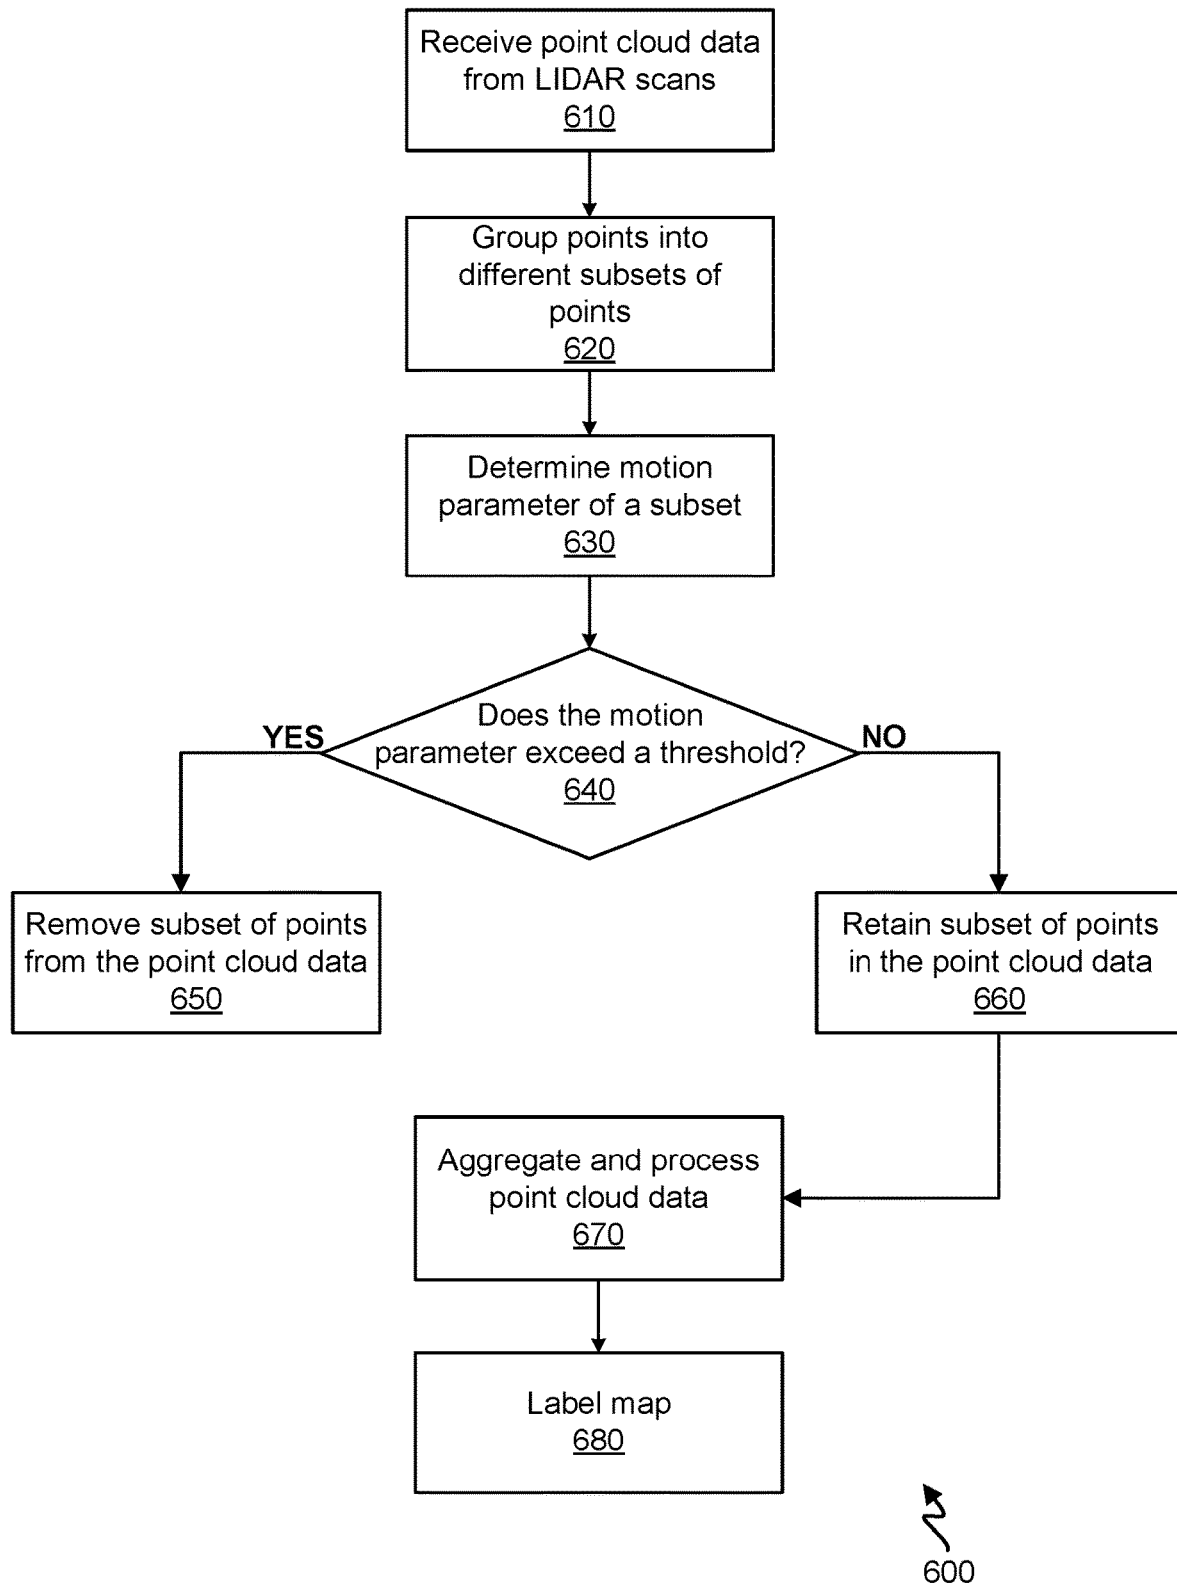 Receive point cloud data
from LIDAR scans
610
Group points into
different subsets of
points
620
Determine motion
parameter of a subset
630
Does the motion
parameter exceed a threshold?
640
YES
NO
Remove subset of points
from the point cloud data
650
Retain subset of points
in the point cloud data
660
Aggregate and process
point cloud data
670
Label map
680
600